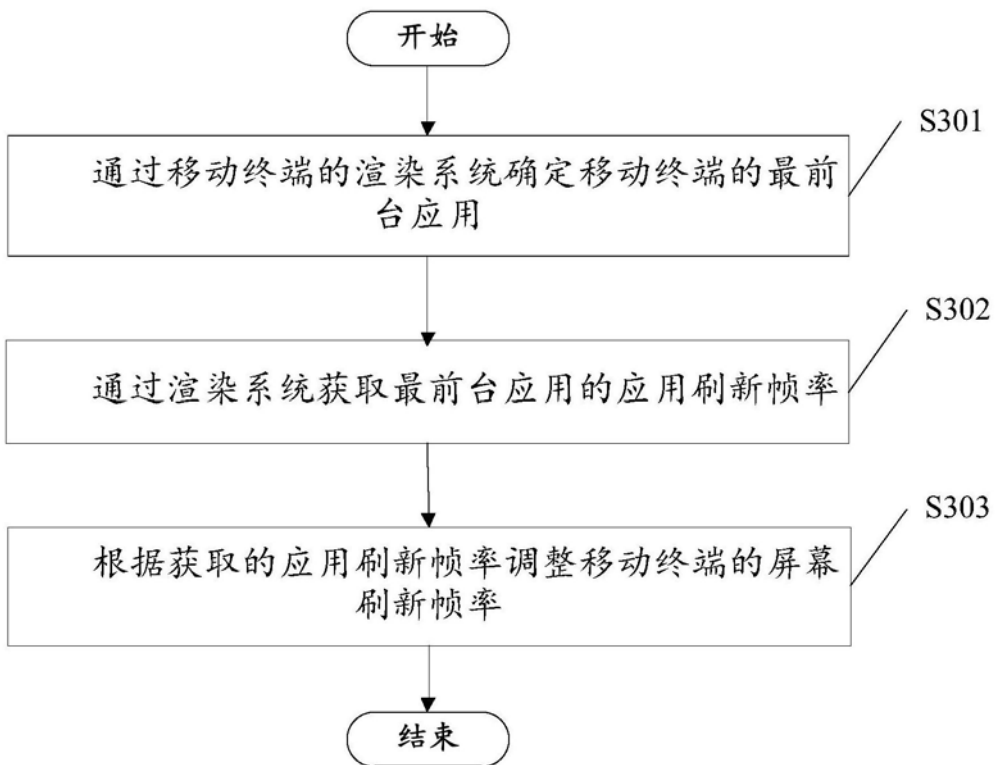 开始
S301
通过移动终端的渲染系统确定移动终端的最前
台应用
S302
通过渲染系统获取最前台应用的应用刷新帧率
S303
根据获取的应用刷新帧率调整移动终端的屏幕
刷新帧率
结束